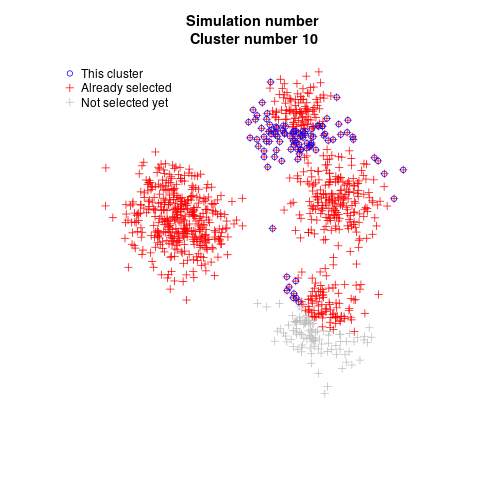 Simulation number
Cluster number 10
This cluster
Already selected
Not selected yet